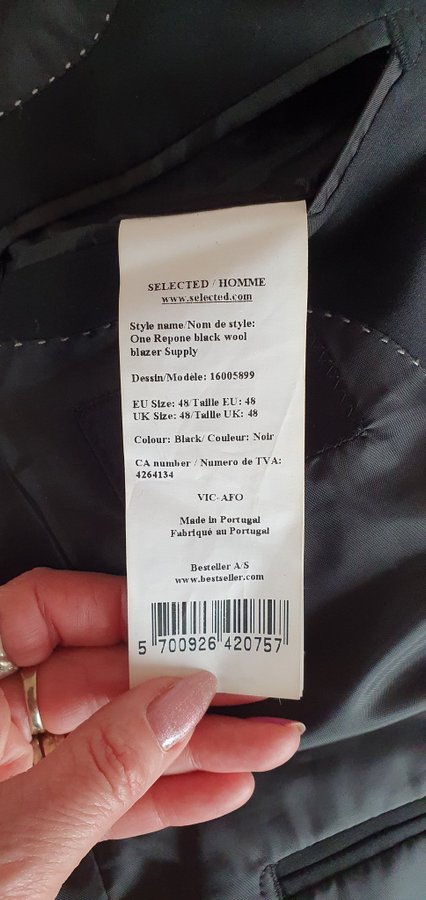 SELECTED / HOMME
www.selected.com
Style name/Nom de style:
One Repone black wool
blazer Supply
Dessin/Modèle: 16005899
EU Size: 48/Taille EU: 48
UK Size: 48/Taille UK: 48
Colour: Black/ Couleur: Noir
CA number / Numero de TVA:
4264134
VIC-AFO
Made in Portugal
Fabriqué au Portugal
Besteller A/S
www.bestseller.com
5 700926 420757